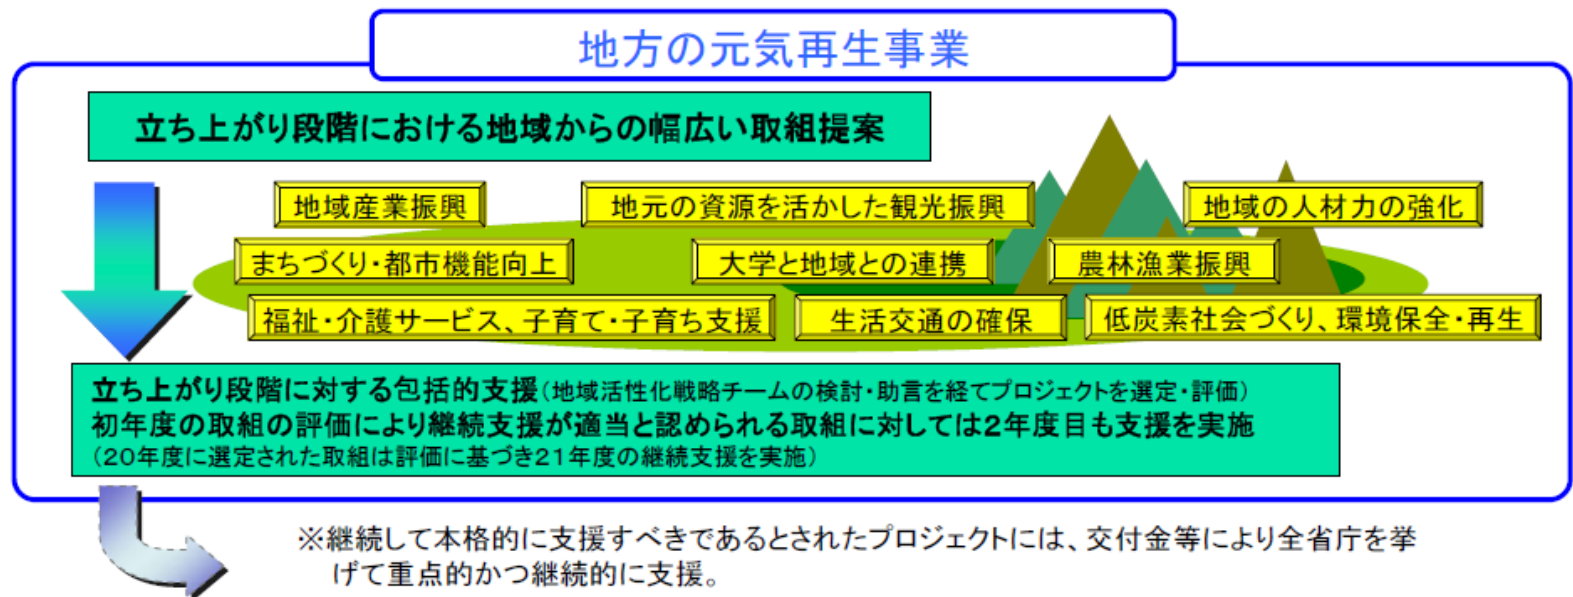 地方の元気再生事業
立ち上がり段階における地域からの幅広い取組提案
地域産業振興
地元の資源を活かした観光振興
地域の人材力の強化
まちづくり・都市機能向上
大学と地域との連携
農林漁業振興
福祉・介護サービス、子育て・子育ち支援
生活交通の確保
低炭素社会づくり、環境保全・再生
立ち上がり段階に対する包括的支援(地域活性化戦略チームの検討・助言を経てプロジェクトを選定・評価)
初年度の取組の評価により継続支援が適当と認められる取組に対しては2年度目も支援を実施
(20年度に選定された取組は評価に基づき21年度の継続支援を実施)
※継続して本格的に支援すべきであるとされたプロジェクトには、交付金等により全省庁を挙
げて重点的かつ継続的に支援。